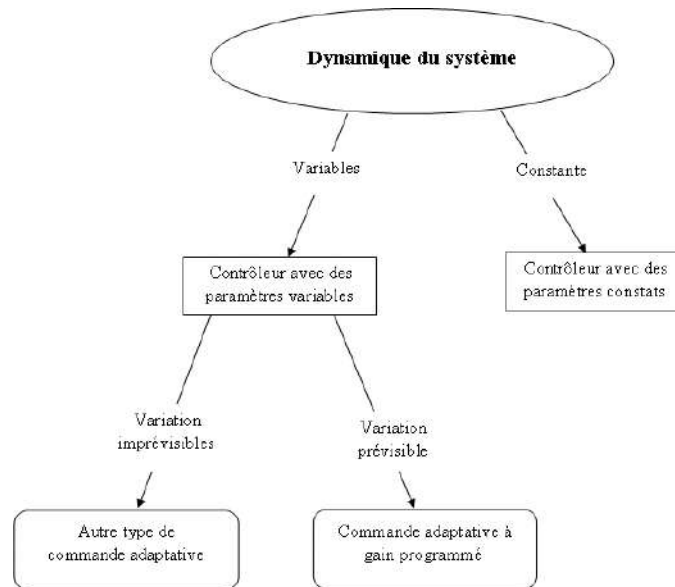 Dynamique du système
Variables
Constante
Contrôleur avec des
paramètres variables
Contrôleur avec des
paramètres constats
Variation
imprévisibles
Variation
prévisible
Autre type de
commande adaptative
Commande adaptative à
gain programmé